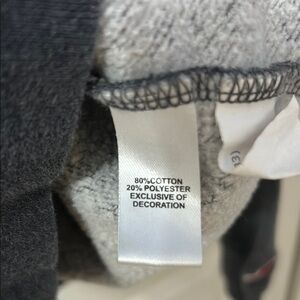 80%COTTON
20% POLYESTER
EXCLUSIVE OF
DECORATION